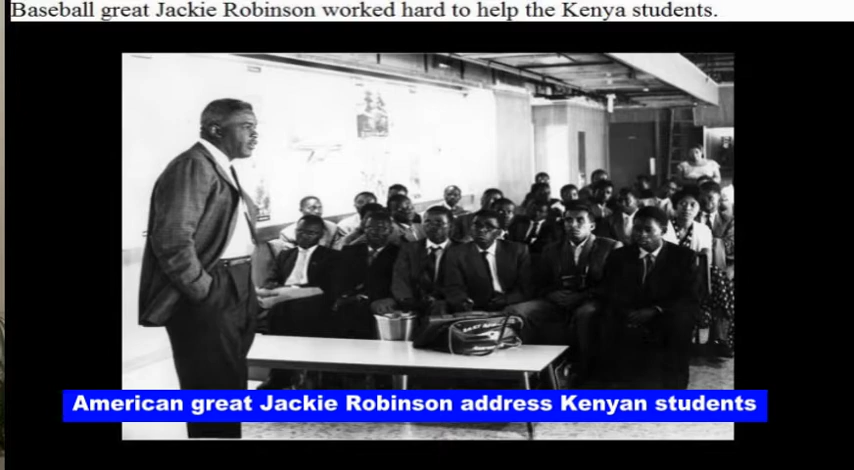 Baseball great Jackie Robinson worked hard to help the Kenya students.
American great Jackie Robinson address Kenyan students